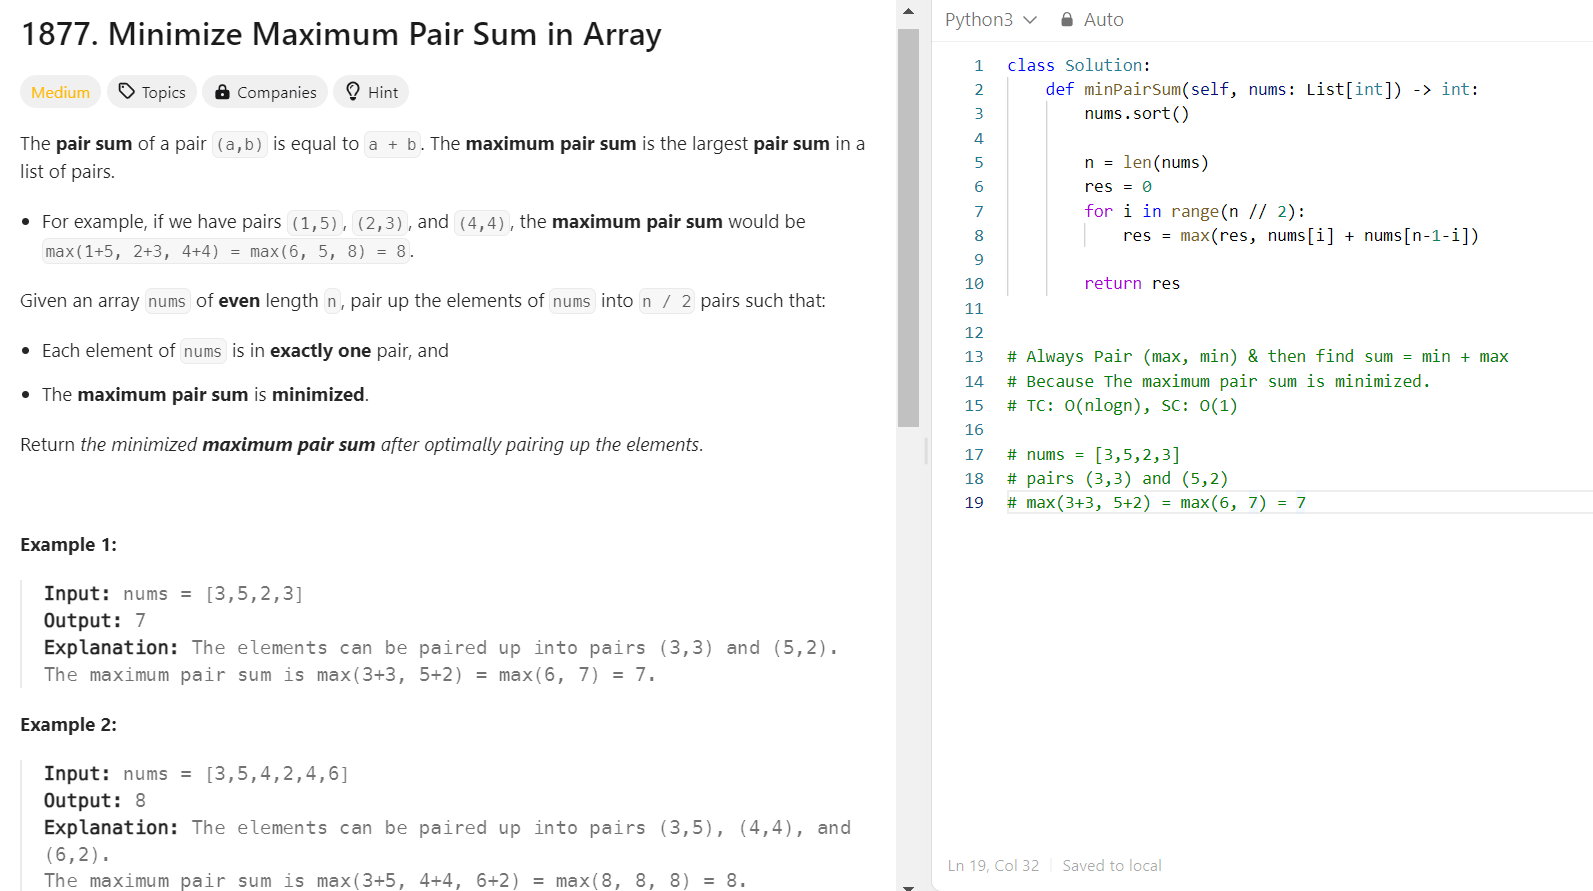 1877. Minimize Maximum Pair Sum in Array
Medium Topics Companies Hint
The pair sum of a pair (a,b) is equal to a + b. The maximum pair sum is the largest pair sum in a
list of pairs.
For example, if we have pairs (1,5), (2,3), and (4,4), the maximum pair sum would be
max(1+5, 2+3, 4+4) = max(6, 5, 8) = 8.
Given an array nums of even length n, pair up the elements of nums into n / 2 pairs such that:
Each element of nums is in exactly one pair, and
The maximum pair sum is minimized.
Return the minimized maximum pair sum after optimally pairing up the elements.
Example 1:
Input: nums = [3,5,2,3]
Output: 7
Explanation: The elements can be paired up into pairs (3,3) and (5,2).
The maximum pair sum is max(3+3, 5+2) = max(6, 7) = 7.
Example 2:
Input: nums = [3,5,4,2,4,6]
Output: 8
Explanation: The elements can be paired up into pairs (3,5), (4,4), and
(6,2).
The maximum pair sum is max(3+5, 4+4, 6+2) = max(8, 8, 8) = 8.
Python3 Auto
1 class Solution:
2 def minPairSum(self, nums: List[int]) -> int:
3 nums.sort()
4
5 n = len(nums)
6 res = 0
7 for i in range(n // 2):
8 res = max(res, nums[i] + nums[n-1-i])
9
10 return res
11
12
13 # Always Pair (max, min) & then find sum = min + max
14 # Because The maximum pair sum is minimized.
15 # TC: O(nlogn), SC: O(1)
16
17 # nums = [3,5,2,3]
18 # pairs (3,3) and (5,2)
19 # max(3+3, 5+2) = max(6, 7) = 7
Ln 19, Col 32 Saved to local